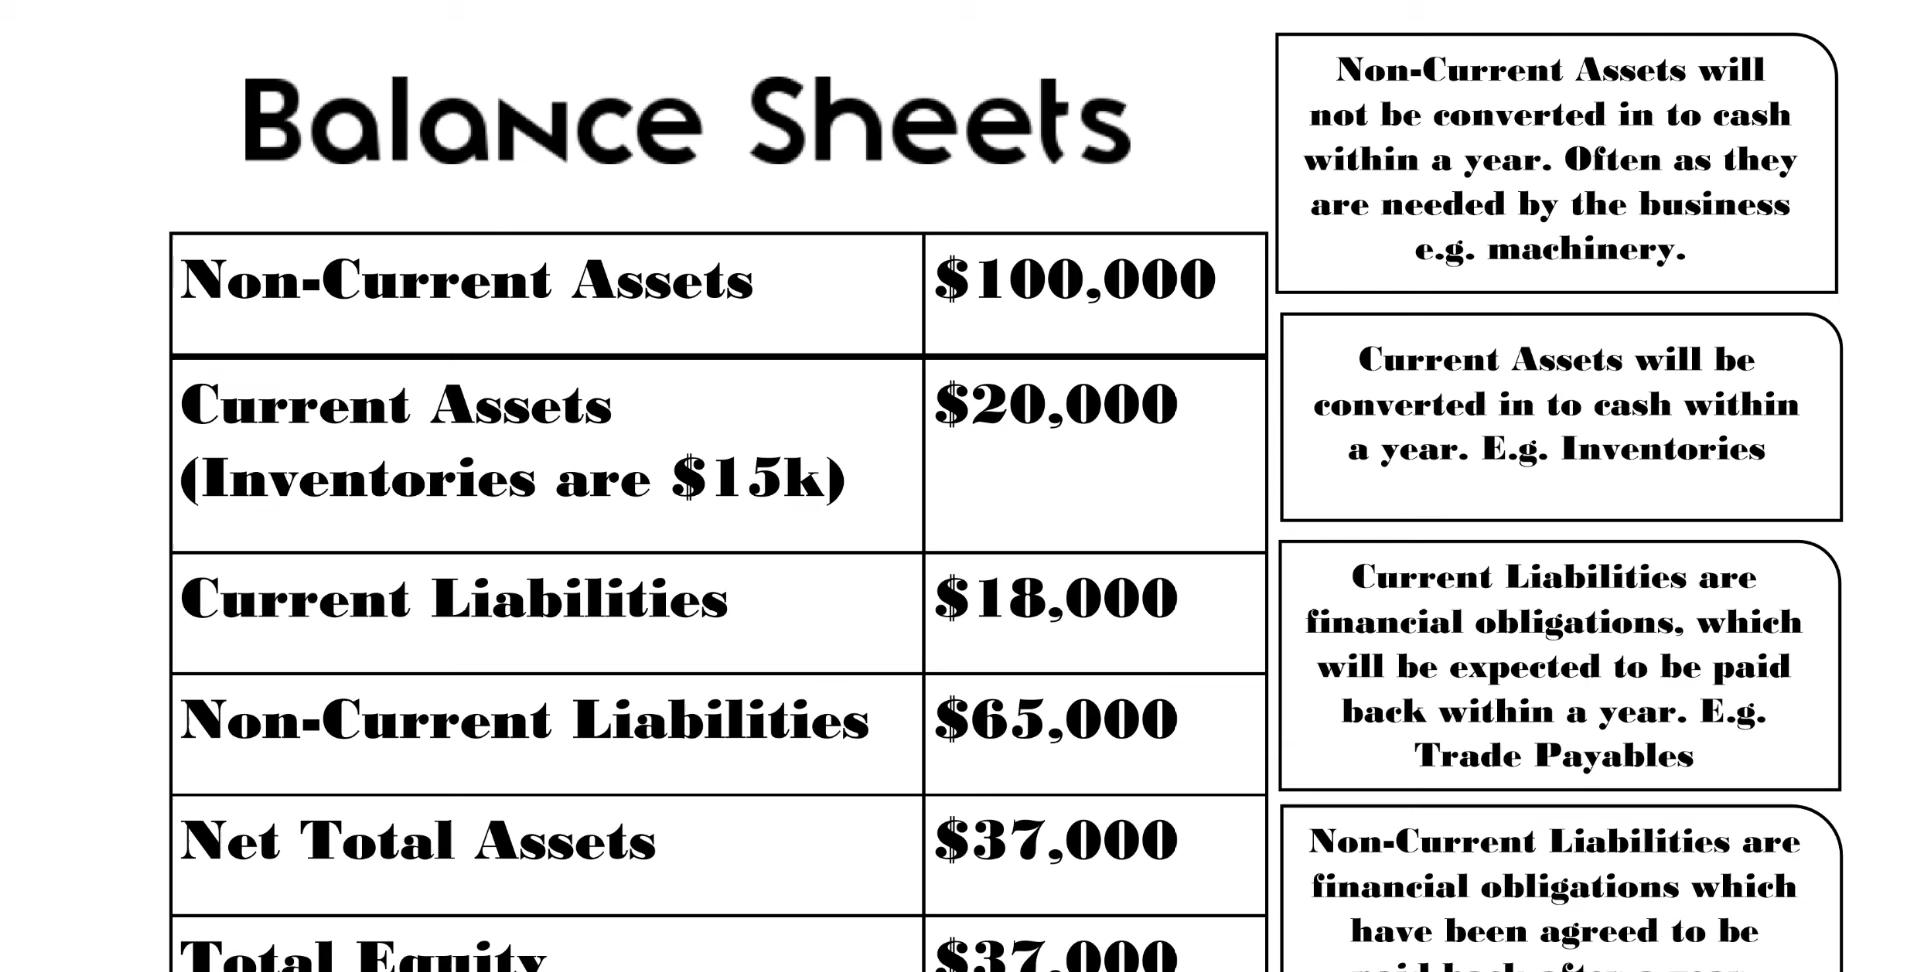 Balance Sheets
Non-Current Assets $100,000
Current Assets $20,000
(Inventories are $15k)
Current Liabilities $18,000
Non-Current Liabilities $65,000
Net Total Assets $37,000
Total Equity $37,000
Non-Current Assets will
not be converted in to cash
within a year. Often as they
are needed by the business
e.g. machinery.
Current Assets will be
converted in to cash within
a year. E.g. Inventories
Current Liabilities are
financial obligations, which
will be expected to be paid
back within a year. E.g.
Trade Payables
Non-Current Liabilities are
financial obligations which
have been agreed to be
paid back after a year